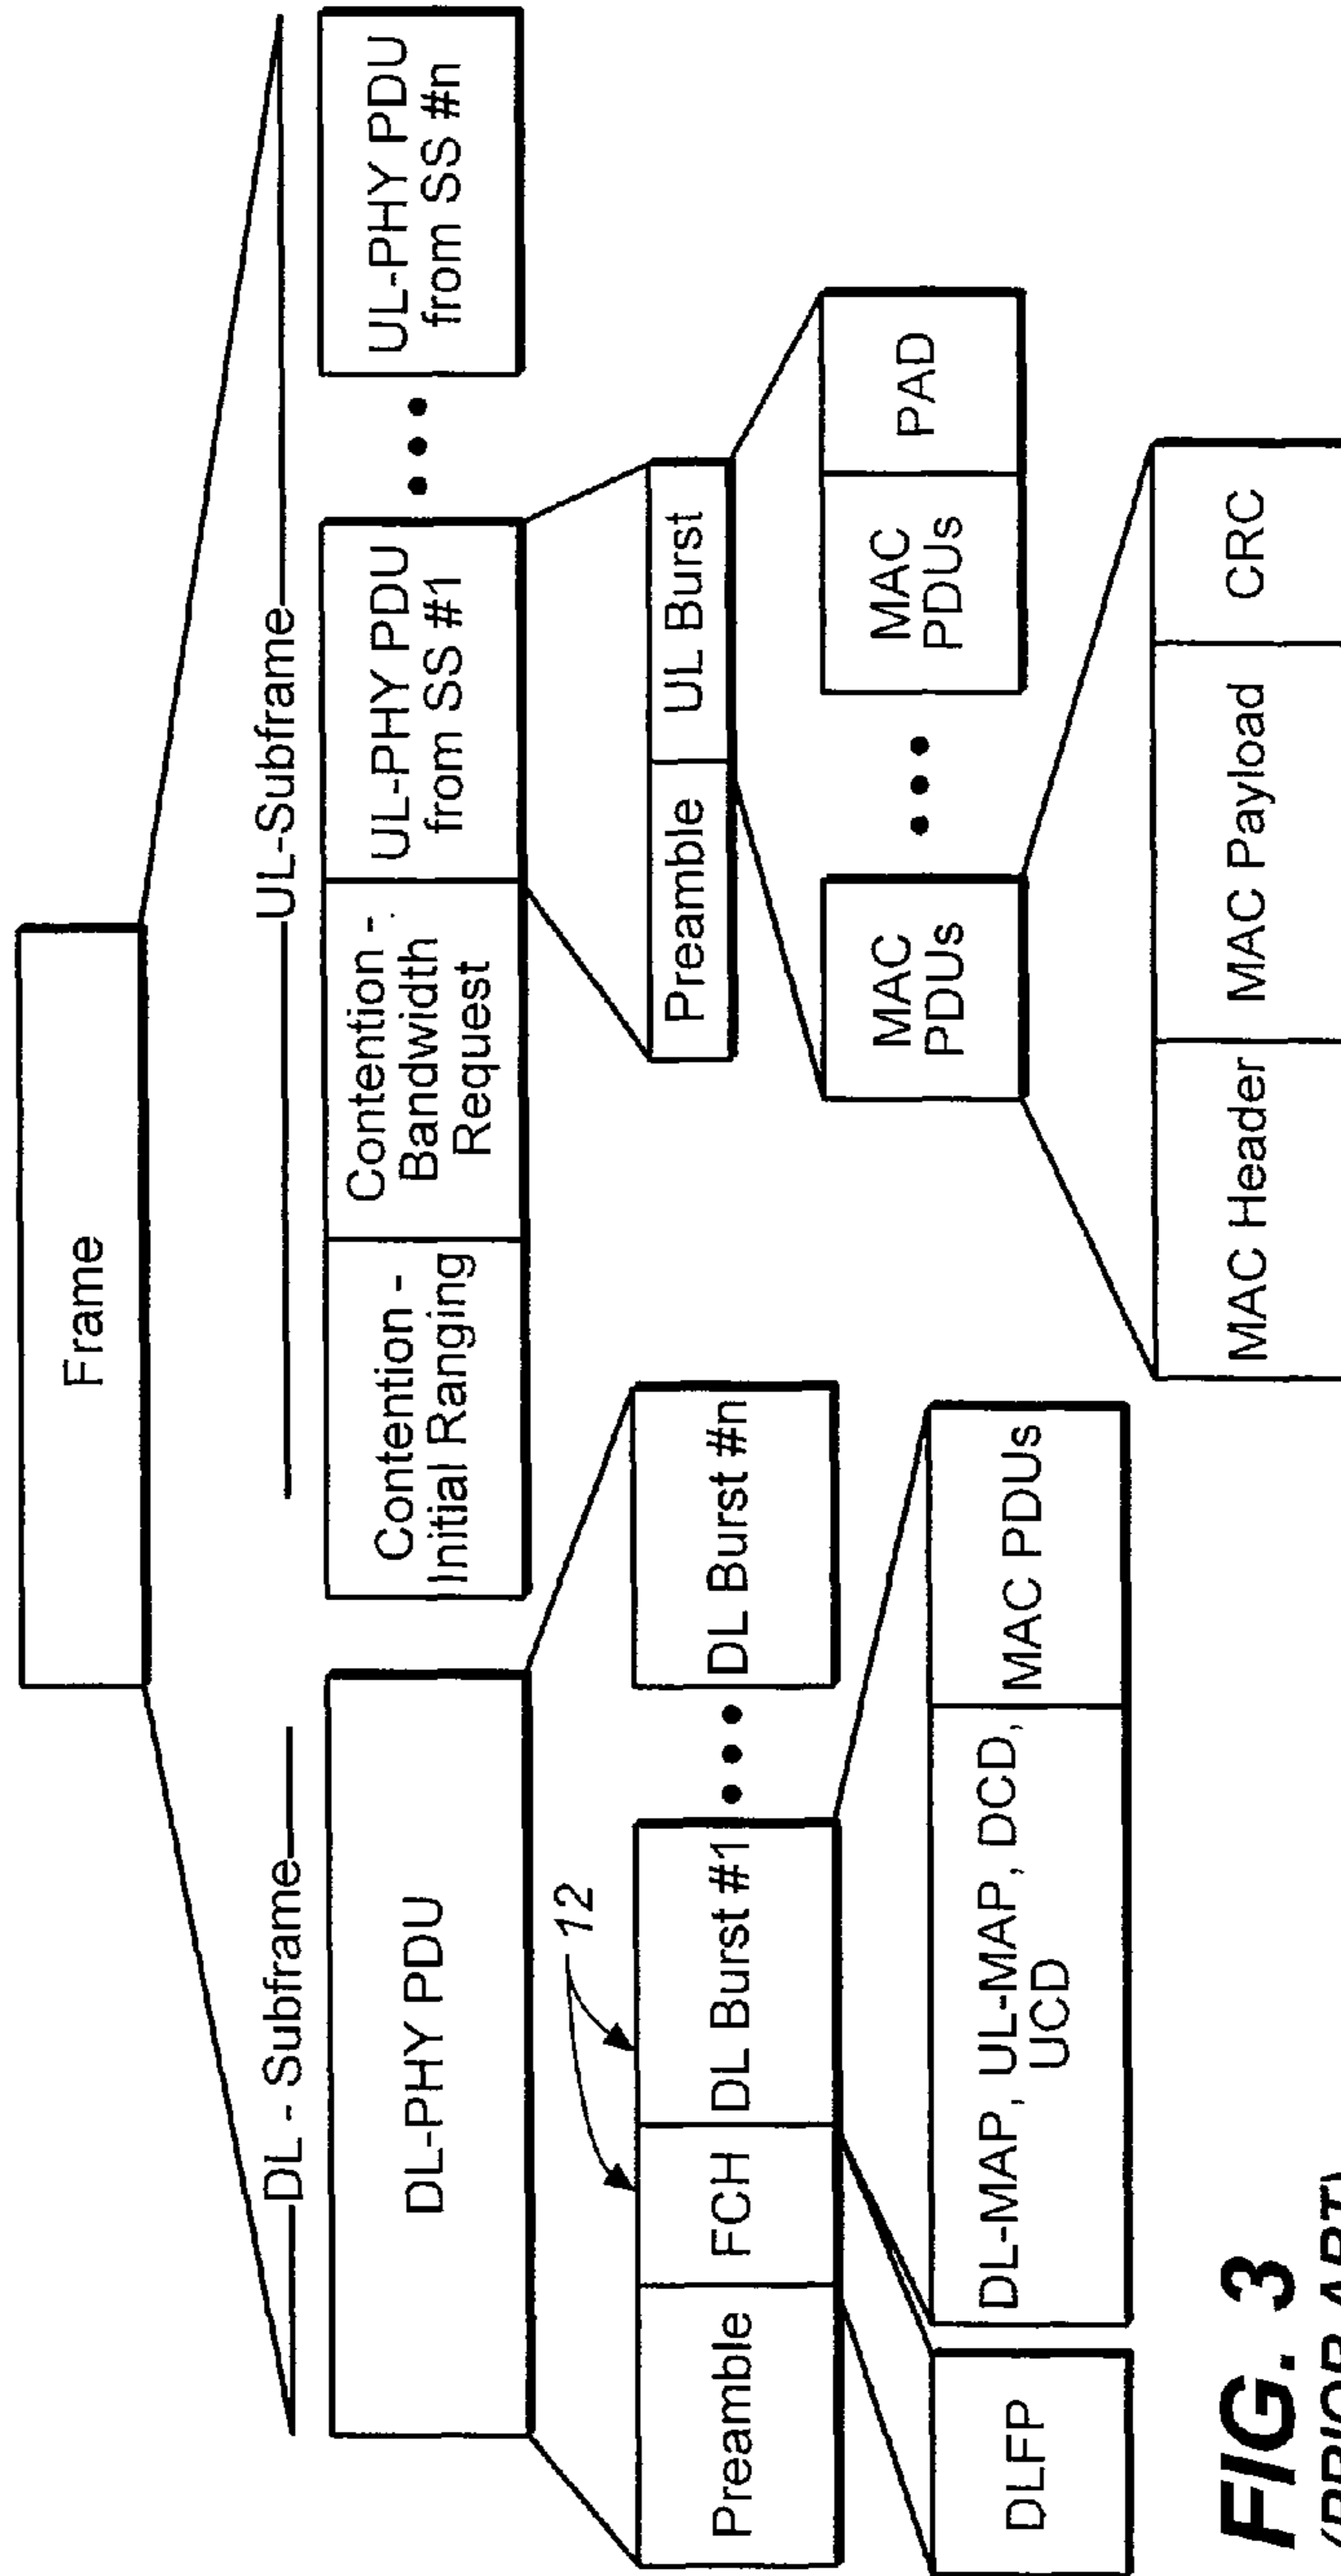 Frame
DL - Subframe
UL-Subframe
DL-PHY PDU
Contention -
Initial Ranging
Contention -
Bandwidth
Request
UL-PHY PDU
from SS #1
UL-PHY PDU
from SS #n
12
Preamble
FCH
DL Burst #1
DL Burst #n
Preamble
UL Burst
DLFP
DL-MAP, UL-MAP, DCD,
UCD
MAC PDUs
MAC
PDUs
MAC
PDUs
PAD
MAC Header
MAC Payload
CRC
FIG. 3
(PRIOR ART)